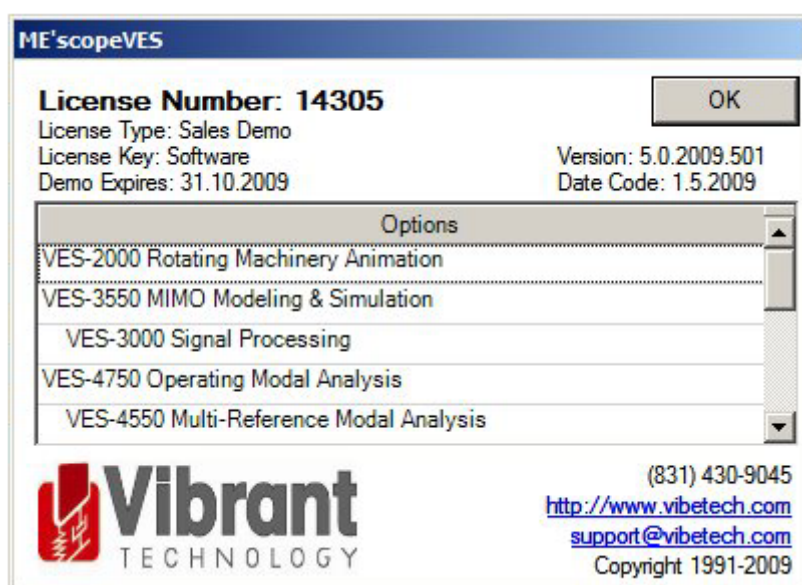 ME'scopeVES
License Number: 14305
OK
License Type: Sales Demo
License Key: Software
Version: 5.0.2009.501
Demo Expires: 31.10.2009
Date Code: 1.5.2009
Options
VES-2000 Rotating Machinery Animation
VES-3550 MIMO Modeling & Simulation
VES-3000 Signal Processing
VES-4750 Operating Modal Analysis
VES-4550 Multi-Reference Modal Analysis
Vibrant
TECHNOLOGY
(831) 430-9045
http://www.vibetech.com
support@vibetech.com
Copyright 1991-2009